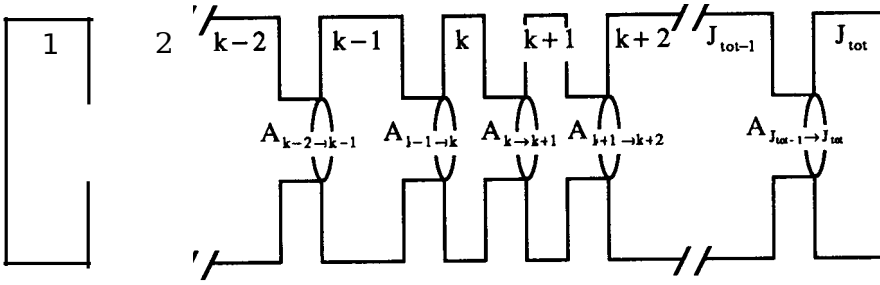 1 2 k−2 k−1 k k+1 k+2 J_tot−1 J_tot
A_k−2→k−1 A_k−1→k A_k→k+1 A_k+1→k+2 A_J_tot−1→J_tot